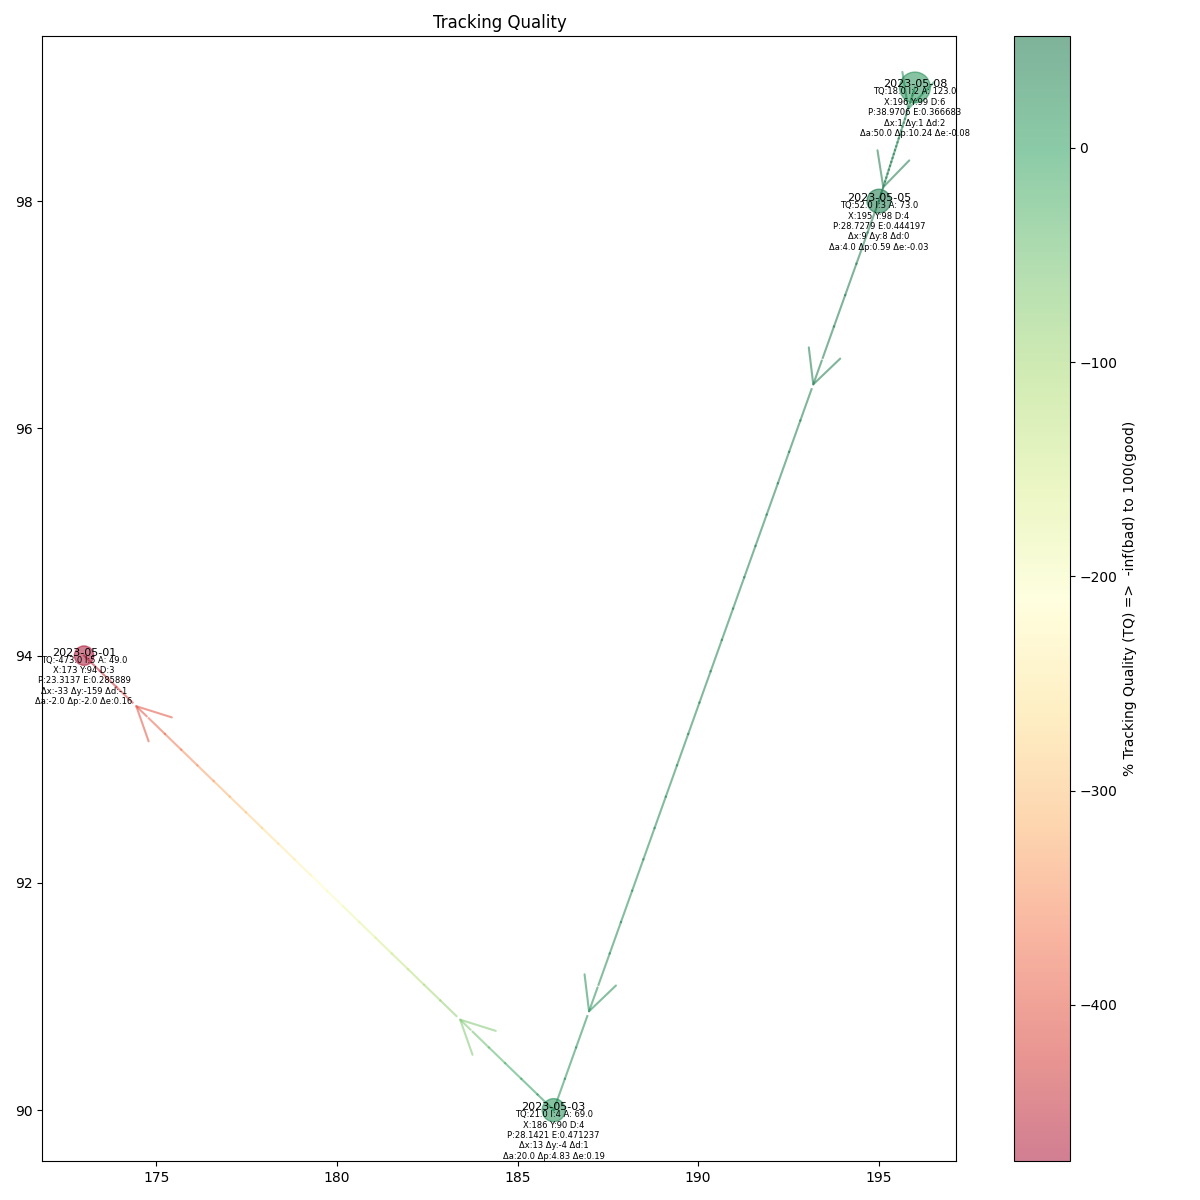 Tracking Quality
2023-05-08
TQ:18.0 I:2 A: 123.0
X:196 Y:99 D:6
P:38.9706 E:0.366683
Δx:1 Δy:1 Δd:2
Δa:50.0 Δp:10.24 Δe:-0.08
2023-05-05
TQ:52.0 I:3 A: 73.0
X:195 Y:98 D:4
P:28.7279 E:0.444197
Δx:9 Δy:8 Δd:0
Δa:4.0 Δp:0.59 Δe:-0.03
2023-05-01
TQ:-473.0 I:5 A: 49.0
X:173 Y:94 D:3
P:23.3137 E:0.285889
Δx:-33 Δy:-159 Δd:-1
Δa:-2.0 Δp:-2.0 Δe:0.16
2023-05-03
TQ:21.0 I:4 A: 69.0
X:186 Y:90 D:4
P:28.1421 E:0.471237
Δx:13 Δy:-4 Δd:1
Δa:20.0 Δp:4.83 Δe:0.19
98
96
94
92
90
175
180
185
190
195
0
−100
−200
−300
−400
% Tracking Quality (TQ) => -inf(bad) to 100(good)